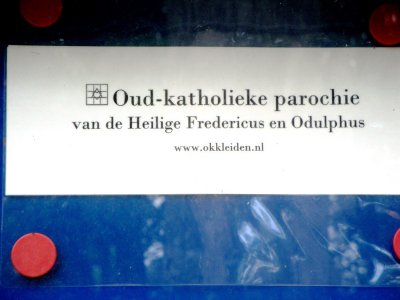 Oud-katholieke parochie
van de Heilige Fredericus en Odulphus
www.okkleiden.nl